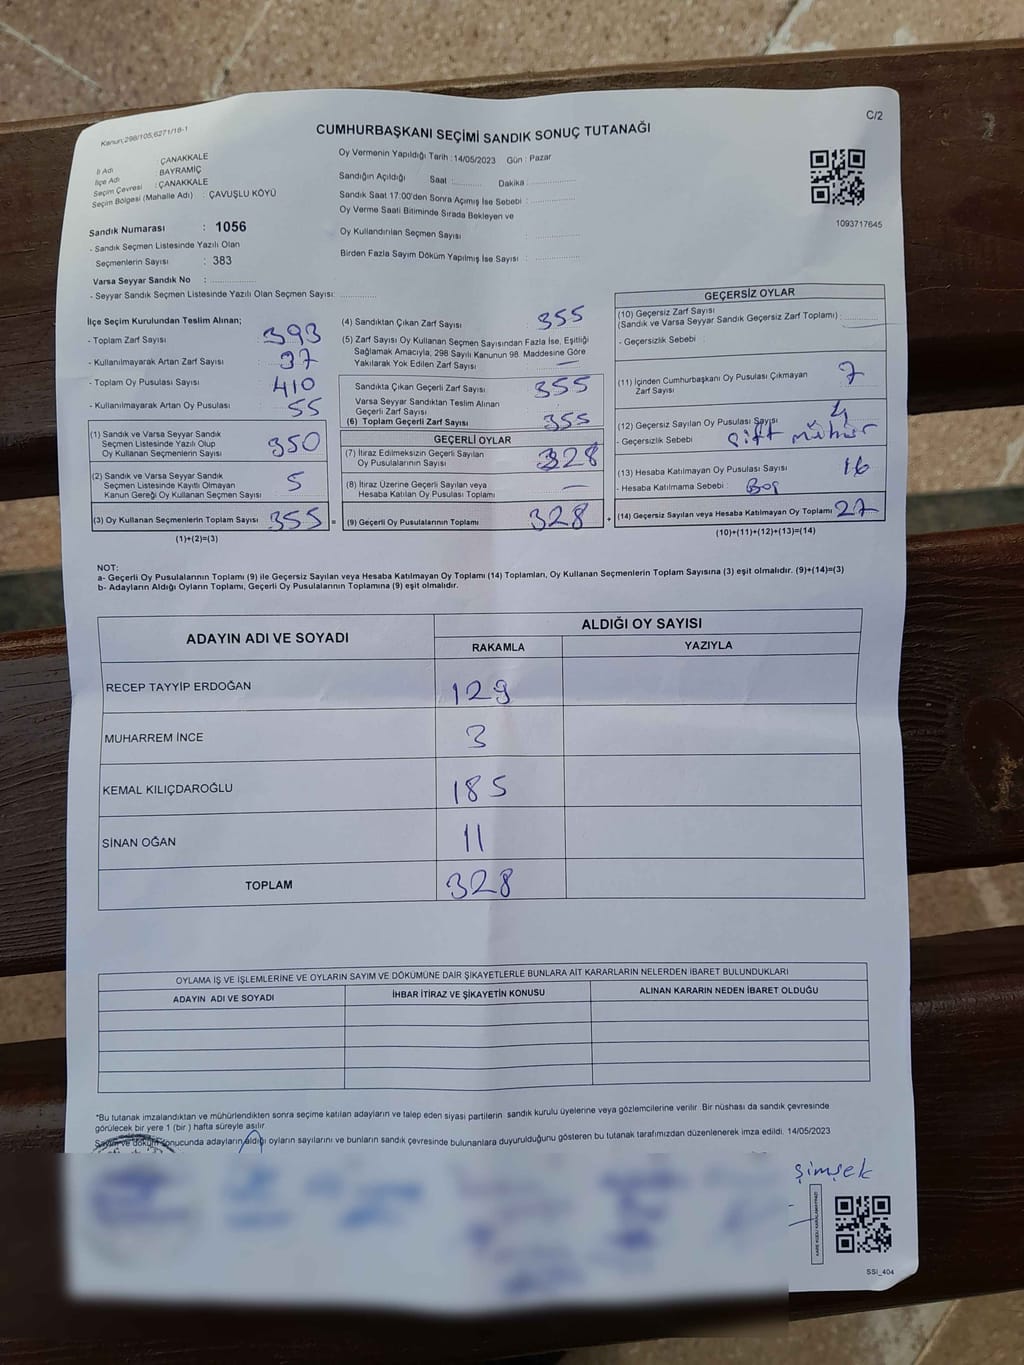 Kanun:298/105,6271/18-1
C/2
CUMHURBAŞKANI SEÇİMİ SANDIK SONUÇ TUTANAĞI
İl Adı : ÇANAKKALE
İlçe Adı : BAYRAMİÇ
Seçim Çevresi : ÇANAKKALE
Seçim Bölgesi (Mahalle Adı) : ÇAVUŞLU KÖYÜ
Sandık Numarası : 1056
- Sandık Seçmen Listesinde Yazılı Olan
Seçmenlerin Sayısı : 383
Varsa Seyyar Sandık No :
- Seyyar Sandık Seçmen Listesinde Yazılı Olan Seçmen Sayısı:
Oy Vermenin Yapıldığı Tarih : 14/05/2023 Gün : Pazar
Sandığın Açıldığı Saat : Dakika :
Sandık Saat 17:00'den Sonra Açımış İse Sebebi :
Oy Verme Saati Bitiminde Sırada Bekleyen ve
Oy Kullandırılan Seçmen Sayısı :
Birden Fazla Sayım Döküm Yapılmış İse Sayısı :
1093717645
İlçe Seçim Kurulundan Teslim Alınan;
- Toplam Zarf Sayısı : 393
- Kullanılmayarak Artan Zarf Sayısı : 37
- Toplam Oy Pusulası Sayısı : 410
- Kullanılmayarak Artan Oy Pusulası : 55
(1) Sandık ve Varsa Seyyar Sandık
Seçmen Listesinde Yazılı Olup
Oy Kullanan Seçmenlerin Sayısı 350
(2) Sandık ve Varsa Seyyar Sandık
Seçmen Listesinde Kayıtlı Olmayan
Kanun Gereği Oy Kullanan Seçmen Sayısı 5
(3) Oy Kullanan Seçmenlerin Toplam Sayısı 355 =
(1)+(2)=(3)
(4) Sandıktan Çıkan Zarf Sayısı 355
(5) Zarf Sayısı Oy Kullanan Seçmen Sayısından Fazla İse, Eşitliği
Sağlamak Amacıyla, 298 Sayılı Kanunun 98. Maddesine Göre
Yakılarak Yok Edilen Zarf Sayısı —
Sandıkta Çıkan Geçerli Zarf Sayısı 355
Varsa Seyyar Sandıktan Teslim Alınan
Geçerli Zarf Sayısı
(6) Toplam Geçerli Zarf Sayısı 355
GEÇERLİ OYLAR
(7) İtiraz Edilmeksizin Geçerli Sayılan
Oy Pusulalarının Sayısı 328
(8) İtiraz Üzerine Geçerli Sayılan veya
Hesaba Katılan Oy Pusulası Toplamı —
(9) Geçerli Oy Pusulalarının Toplamı 328 +
GEÇERSİZ OYLAR
(10) Geçersiz Zarf Sayısı
(Sandık ve Varsa Seyyar Sandık Geçersiz Zarf Toplamı) :
- Geçersizlik Sebebi :
(11) İçinden Cumhurbaşkanı Oy Pusulası Çıkmayan
Zarf Sayısı 7
(12) Geçersiz Sayılan Oy Pusulası Sayısı 4
- Geçersizlik Sebebi Çift mühür
(13) Hesaba Katılmayan Oy Pusulası Sayısı 16
- Hesaba Katılmama Sebebi : Boş
(14) Geçersiz Sayılan veya Hesaba Katılmayan Oy Toplamı 27
(10)+(11)+(12)+(13)=(14)
NOT:
a- Geçerli Oy Pusulalarının Toplamı (9) ile Geçersiz Sayılan veya Hesaba Katılmayan Oy Toplamı (14) Toplamları, Oy Kullanan Seçmenlerin Toplam Sayısına (3) eşit olmalıdır. (9)+(14)=(3)
b- Adayların Aldığı Oyların Toplamı, Geçerli Oy Pusulalarının Toplamına (9) eşit olmalıdır.
ADAYIN ADI VE SOYADI
ALDIĞI OY SAYISI
RAKAMLA YAZIYLA
RECEP TAYYİP ERDOĞAN 129
MUHARREM İNCE 3
KEMAL KILIÇDAROĞLU 185
SİNAN OĞAN 11
TOPLAM 328
OYLAMA İŞ VE İŞLEMLERİNE VE OYLARIN SAYIM VE DÖKÜMÜNE DAİR ŞİKAYETLERLE BUNLARA AİT KARARLARIN NELERDEN İBARET BULUNDUKLARI
ADAYIN ADI VE SOYADI İHBAR İTİRAZ VE ŞİKAYETİN KONUSU ALINAN KARARIN NEDEN İBARET OLDUĞU
*Bu tutanak imzalandıktan ve mühürlendikten sonra seçime katılan adayların ve talep eden siyasi partilerin sandık kurulu üyelerine veya gözlemcilerine verilir. Bir nüshası da sandık çevresinde
görülecek bir yere 1 (bir) hafta süreyle asılır.
Sayım ve döküm sonucunda adayların aldığı oyların sayılarını ve bunların sandık çevresinde bulunanlara duyurulduğunu gösteren bu tutanak tarafımızdan düzenlenerek imza edildi. 14/05/2023
şimşek
SSI_404